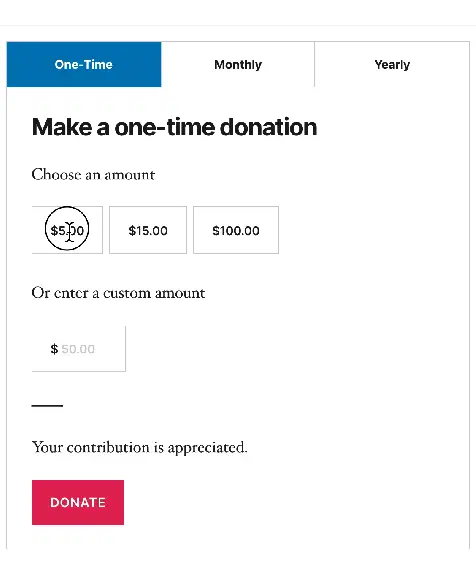 One-Time Monthly Yearly
Make a one-time donation
Choose an amount
$5.00 $15.00 $100.00
Or enter a custom amount
$ 50.00
Your contribution is appreciated.
DONATE